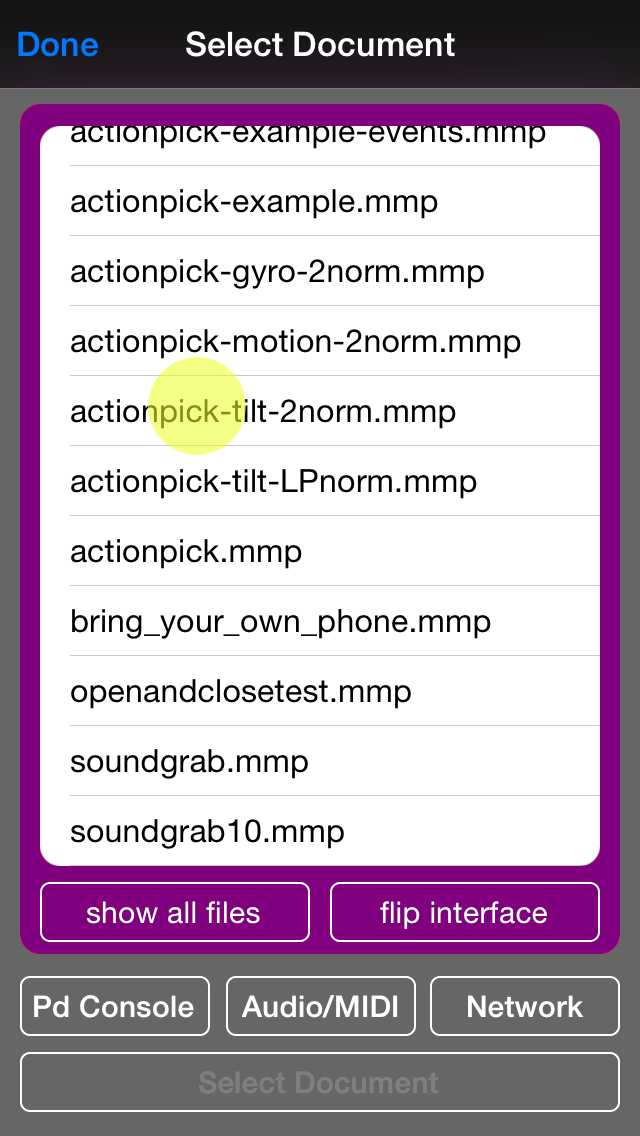 Done Select Document
actionpick-example-events.mmp
actionpick-example.mmp
actionpick-gyro-2norm.mmp
actionpick-motion-2norm.mmp
actionpick-tilt-2norm.mmp
actionpick-tilt-LPnorm.mmp
actionpick.mmp
bring_your_own_phone.mmp
openandclosetest.mmp
soundgrab.mmp
soundgrab10.mmp
show all files flip interface
Pd Console Audio/MIDI Network
Select Document